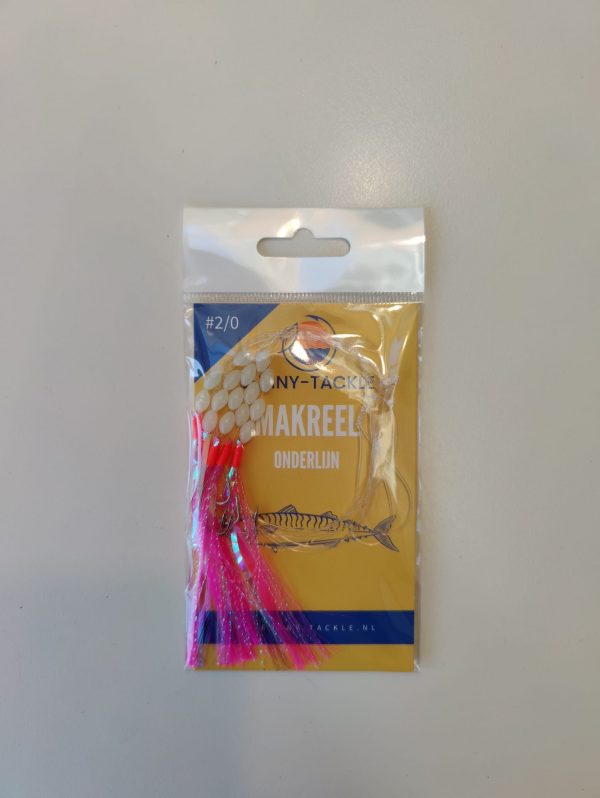 #2/0
NY-TACKLE
MAKREEL
ONDERLIJN
TACKLE.NL